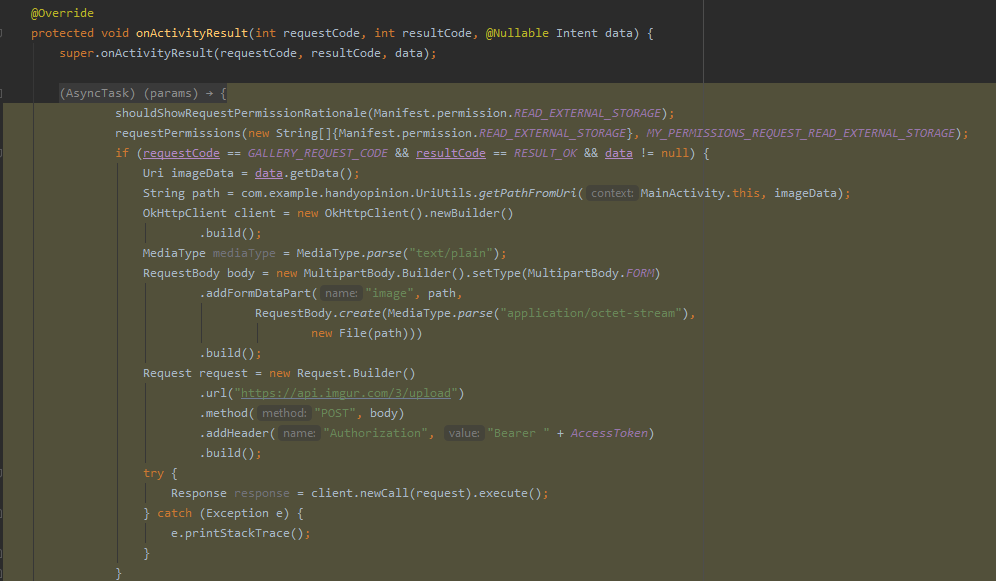 @Override
protected void onActivityResult(int requestCode, int resultCode, @Nullable Intent data) {
super.onActivityResult(requestCode, resultCode, data);
(AsyncTask) (params) → {
shouldShowRequestPermissionRationale(Manifest.permission.READ_EXTERNAL_STORAGE);
requestPermissions(new String[]{Manifest.permission.READ_EXTERNAL_STORAGE}, MY_PERMISSIONS_REQUEST_READ_EXTERNAL_STORAGE);
if (requestCode == GALLERY_REQUEST_CODE && resultCode == RESULT_OK && data != null) {
Uri imageData = data.getData();
String path = com.example.handyopinion.UriUtils.getPathFromUri( context: MainActivity.this, imageData);
OkHttpClient client = new OkHttpClient().newBuilder()
.build();
MediaType mediaType = MediaType.parse("text/plain");
RequestBody body = new MultipartBody.Builder().setType(MultipartBody.FORM)
.addFormDataPart( name: "image", path,
RequestBody.create(MediaType.parse("application/octet-stream"),
new File(path)))
.build();
Request request = new Request.Builder()
.url("https://api.imgur.com/3/upload")
.method( method: "POST", body)
.addHeader( name: "Authorization", value: "Bearer " + AccessToken)
.build();
try {
Response response = client.newCall(request).execute();
} catch (Exception e) {
e.printStackTrace();
}
}